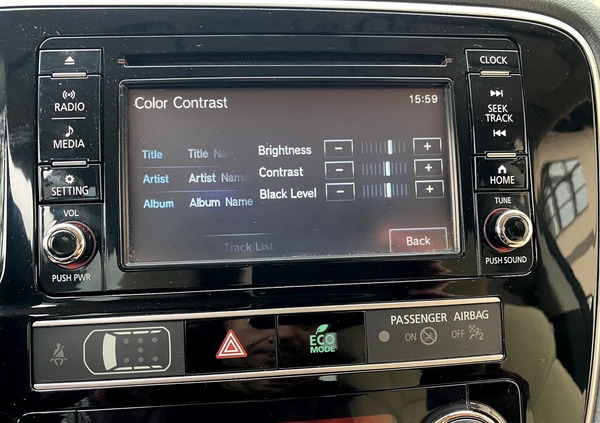 CLOCK
RADIO
MEDIA
SETTING
VOL
PUSH PWR
Color Contrast
15:59
Title Title
Artist Artist Name
Album Album Name
Brightness - +
Contrast - +
Black Level - +
Track List
Back
SEEK
TRACK
HOME
TUNE
PUSH SOUND
ECO
MODE
PASSENGER AIRBAG
ON OFF 2